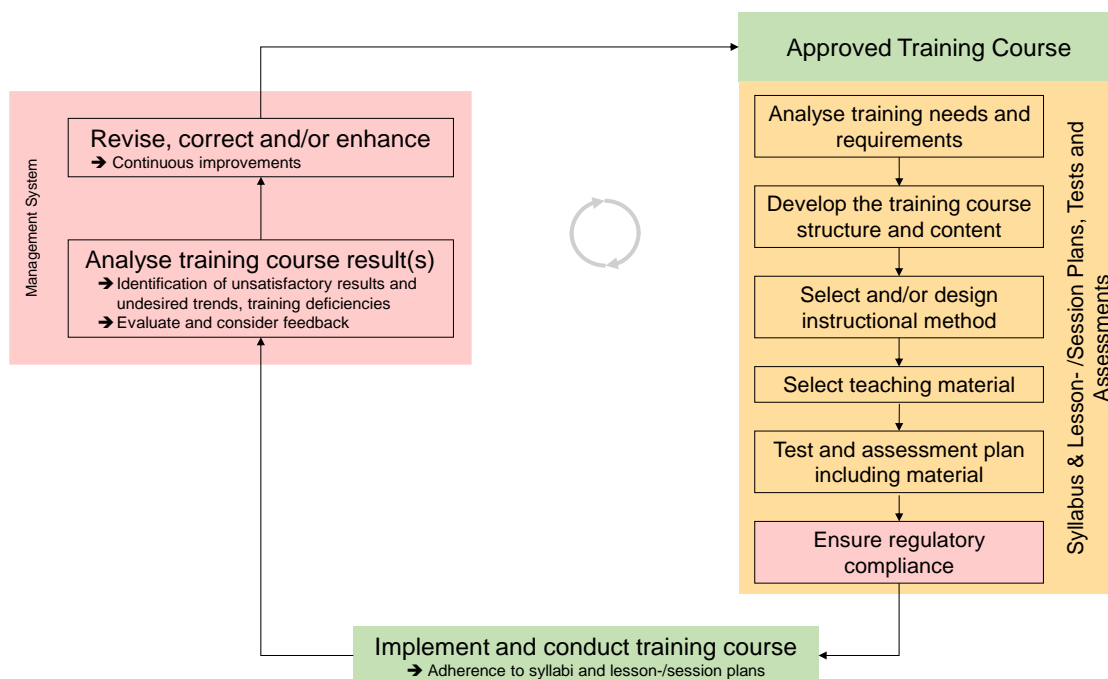 Approved Training Course
Analyse training needs and
requirements
Develop the training course
structure and content
Select and/or design
instructional method
Select teaching material
Test and assessment plan
including material
Ensure regulatory
compliance
Syllabus & Lesson- /Session Plans, Tests and
Assessments
Implement and conduct training course
➔ Adherence to syllabi and lesson-/session plans
Management System
Revise, correct and/or enhance
➔ Continuous improvements
Analyse training course result(s)
➔ Identification of unsatisfactory results and
undesired trends, training deficiencies
➔ Evaluate and consider feedback